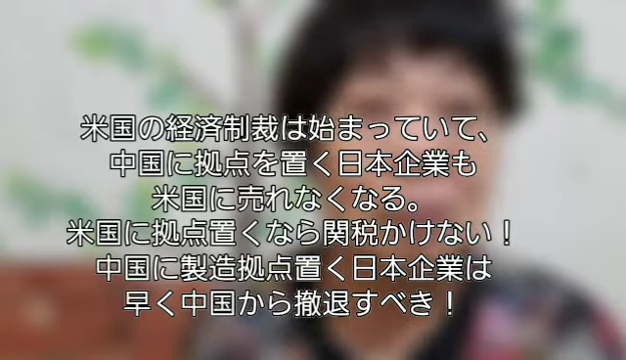 米国の経済制裁は始まっていて、
中国に拠点を置く日本企業も
米国に売れなくなる。
米国に拠点置くなら関税かけない！
中国に製造拠点置く日本企業は
早く中国から撤退すべき！